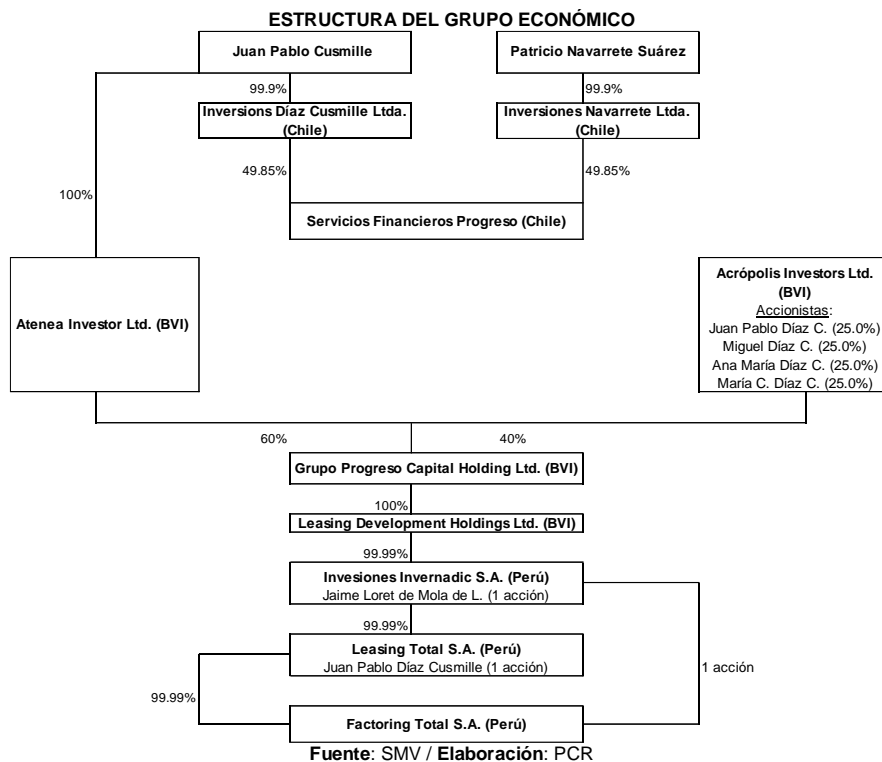 ESTRUCTURA DEL GRUPO ECONÓMICO
Juan Pablo Cusmille
Patricio Navarrete Suárez
99.9%
99.9%
Inversions Díaz Cusmille Ltda.
(Chile)
Inversiones Navarrete Ltda.
(Chile)
49.85%
49.85%
100%
Servicios Financieros Progreso (Chile)
Atenea Investor Ltd. (BVI)
Acrópolis Investors Ltd.
(BVI)
Accionistas:
Juan Pablo Díaz C. (25.0%)
Miguel Díaz C. (25.0%)
Ana María Díaz C. (25.0%)
María C. Díaz C. (25.0%)
60%
40%
Grupo Progreso Capital Holding Ltd. (BVI)
100%
Leasing Development Holdings Ltd. (BVI)
99.99%
Invesiones Invernadic S.A. (Perú)
Jaime Loret de Mola de L. (1 acción)
99.99%
Leasing Total S.A. (Perú)
Juan Pablo Díaz Cusmille (1 acción)
1 acción
99.99%
Factoring Total S.A. (Perú)
Fuente: SMV / Elaboración: PCR